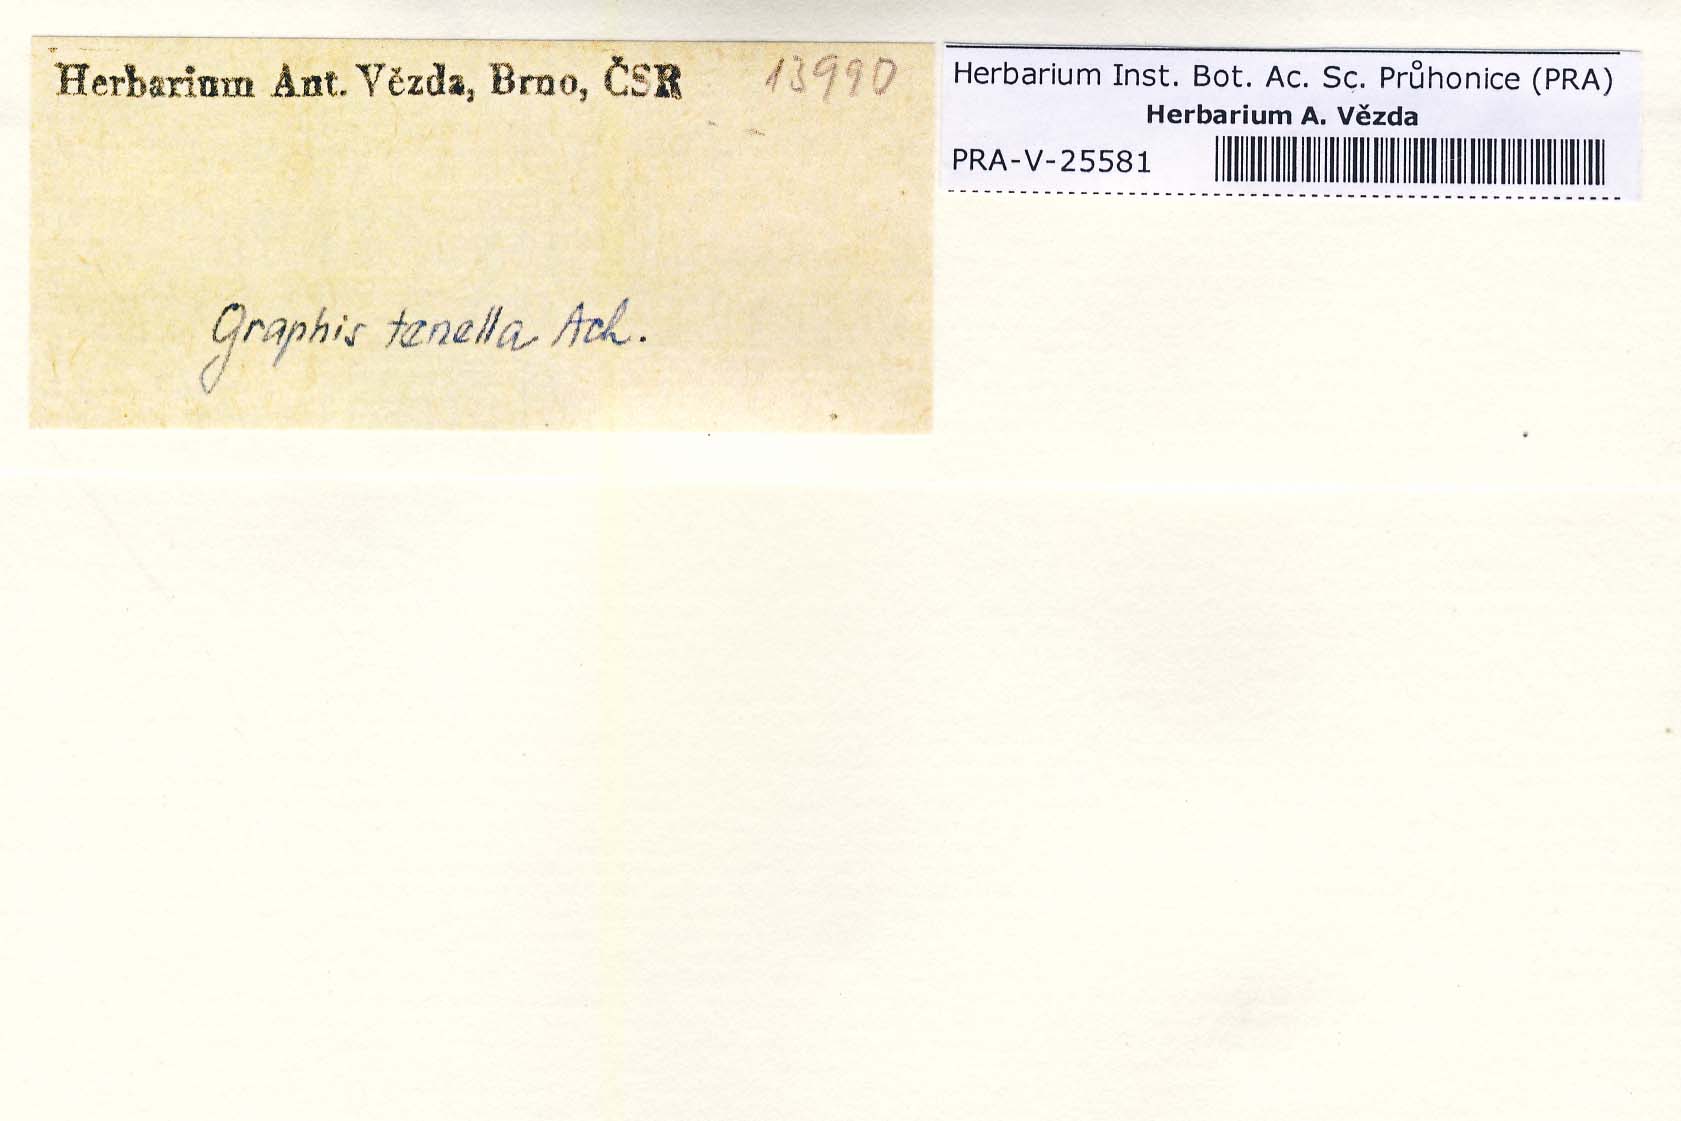 Herbarium Ant. Vězda, Brno, ČSR 13990
Graphis tenella Ach.
Herbarium Inst. Bot. Ac. Sc. Průhonice (PRA)
Herbarium A. Vězda
PRA-V-25581